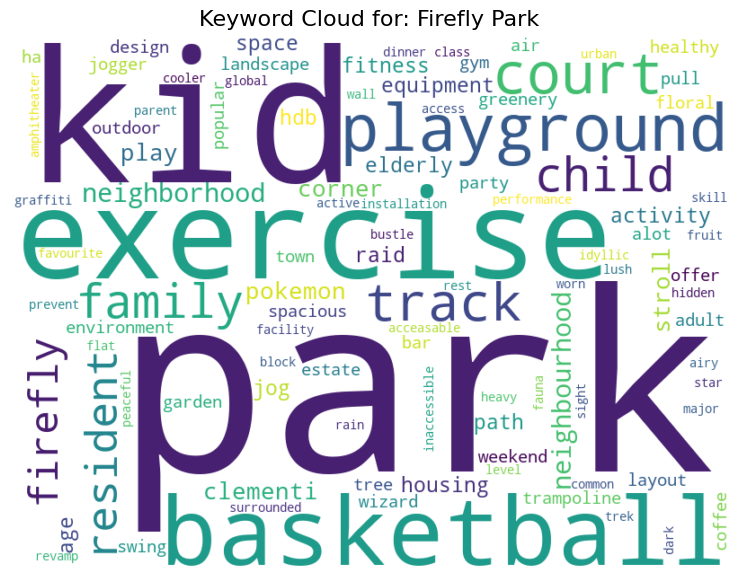 Keyword Cloud for: Firefly Park
ha
design
jogger
space
landscape
dinner
class
fitness
gym
air
urban
healthy
court
pull
floral
amphitheater
kid
cooler
global
popular
parent
outdoor
play
hdb
wall
equipment
access
greenery
playground
elderly
child
graffiti
neighborhood
corner
party
active
installation
performance
skill
exercise
activity
fruit
favourite
town
bustle
raid
alot
idyllic
lush
stroll
prevent
family
pokemon
rest
track
worn
offer
hidden
environment
spacious
facility
acceasable
bar
neighbourhood
adult
firefly
resident
flat
peaceful
park
block
estate
jog
garden
rain
inaccessible
heavy
path
fauna
sight
airy
star
major
weekend
level
age
clementi
surrounded
tree
wizard
housing
trampoline
common
layout
trek
dark
coffee
revamp
swing
basketball